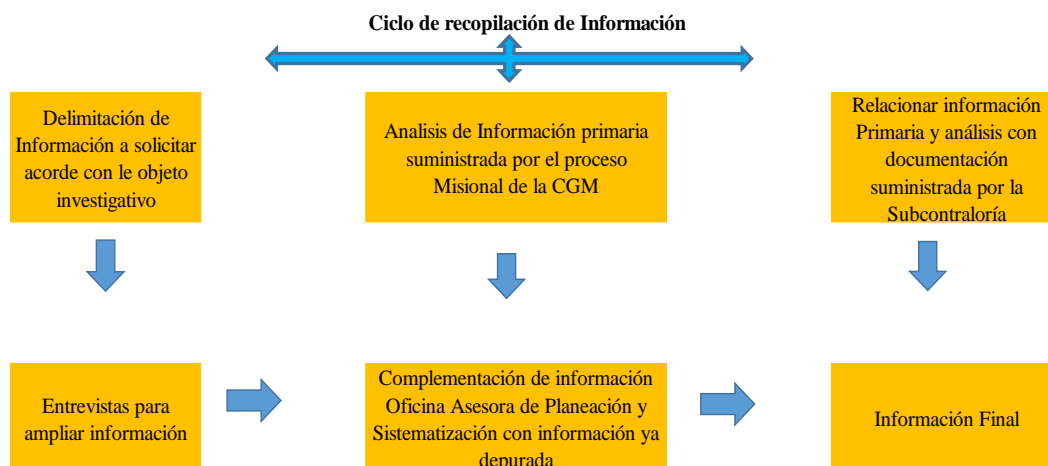 Ciclo de recopilación de Información
Delimitación de
Información a solicitar
acorde con le objeto
investigativo
Analisis de Información primaria
suministrada por el proceso
Misional de la CGM
Relacionar información
Primaria y análisis con
documentación
suministrada por la
Subcontraloría
Entrevistas para
ampliar información
Complementación de información
Oficina Asesora de Planeación y
Sistematización con información ya
depurada
Información Final